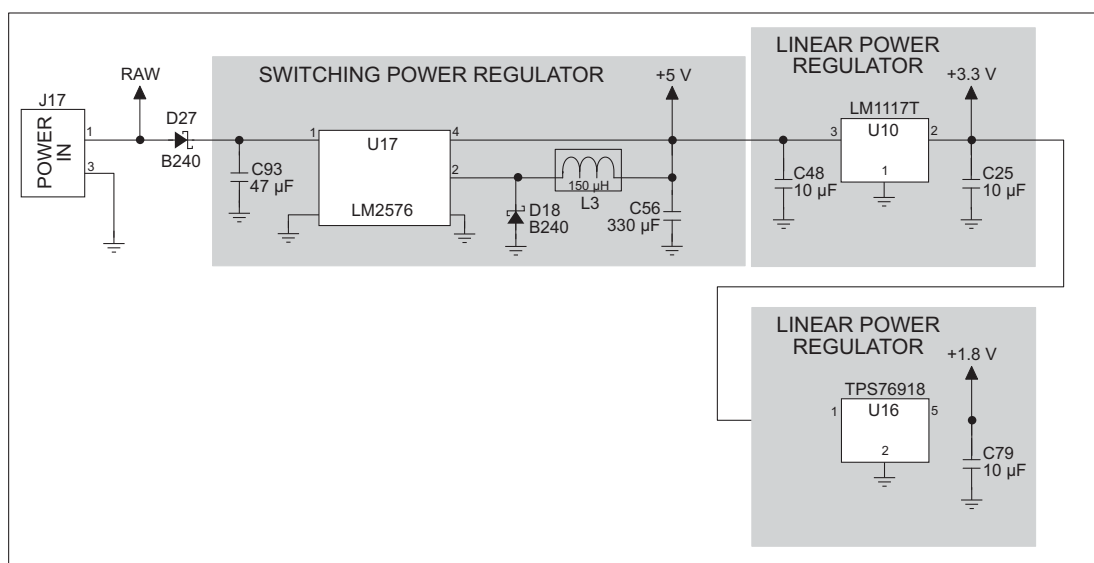 J17
POWER
IN
1
3
RAW
D27
B240
SWITCHING POWER REGULATOR
C93
47 µF
1
U17
4
2
LM2576
D18
B240
150 µH
L3
+5 V
C56
330 µF
LINEAR POWER
REGULATOR
LM1117T
3
U10
2
1
+3.3 V
C48
10 µF
C25
10 µF
LINEAR POWER
REGULATOR
TPS76918
1
U16
5
2
+1.8 V
C79
10 µF